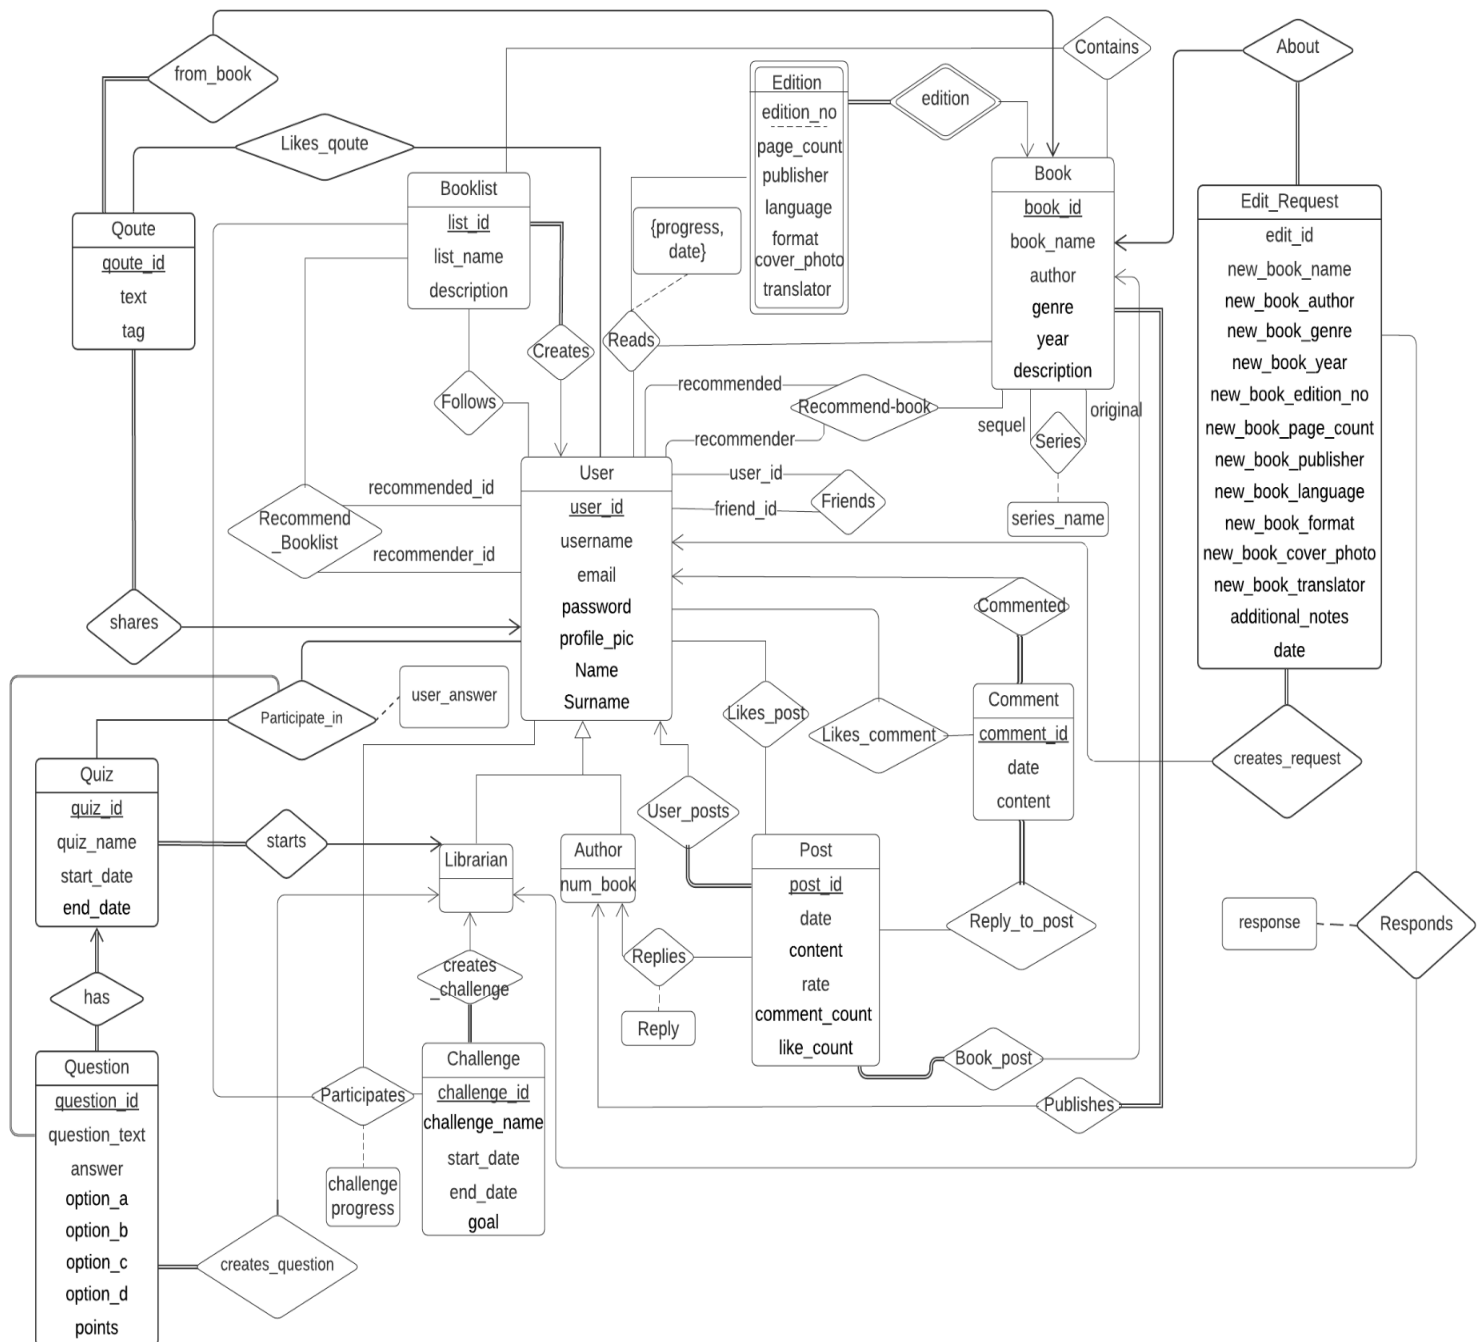 from_book
Contains
About
Edition
edition_no
page_count
publisher
language
format
cover_photo
translator
edition
Likes_qoute
Booklist
list_id
list_name
description
Book
book_id
book_name
author
genre
year
description
Edit_Request
edit_id
new_book_name
new_book_author
new_book_genre
new_book_year
new_book_edition_no
new_book_page_count
new_book_publisher
new_book_language
new_book_format
new_book_cover_photo
new_book_translator
additional_notes
date
Qoute
qoute_id
text
tag
{progress,
date}
Creates
Reads
Follows
recommended
Recommend-book
recommender
sequel
original
Series
series_name
User
user_id
username
email
password
profile_pic
Name
Surname
user_id
friend_id
Friends
recommended_id
Recommend
_Booklist
recommender_id
shares
Commented
Participate_in
user_answer
Likes_post
Likes_comment
Comment
comment_id
date
content
creates_request
Quiz
quiz_id
quiz_name
start_date
end_date
starts
Librarian
Author
num_book
User_posts
Post
post_id
date
content
rate
comment_count
like_count
Reply_to_post
response
Responds
Replies
Reply
creates
_challenge
has
Question
question_id
question_text
answer
option_a
option_b
option_c
option_d
points
Challenge
challenge_id
challenge_name
start_date
end_date
goal
Participates
challenge
progress
Book_post
Publishes
creates_question